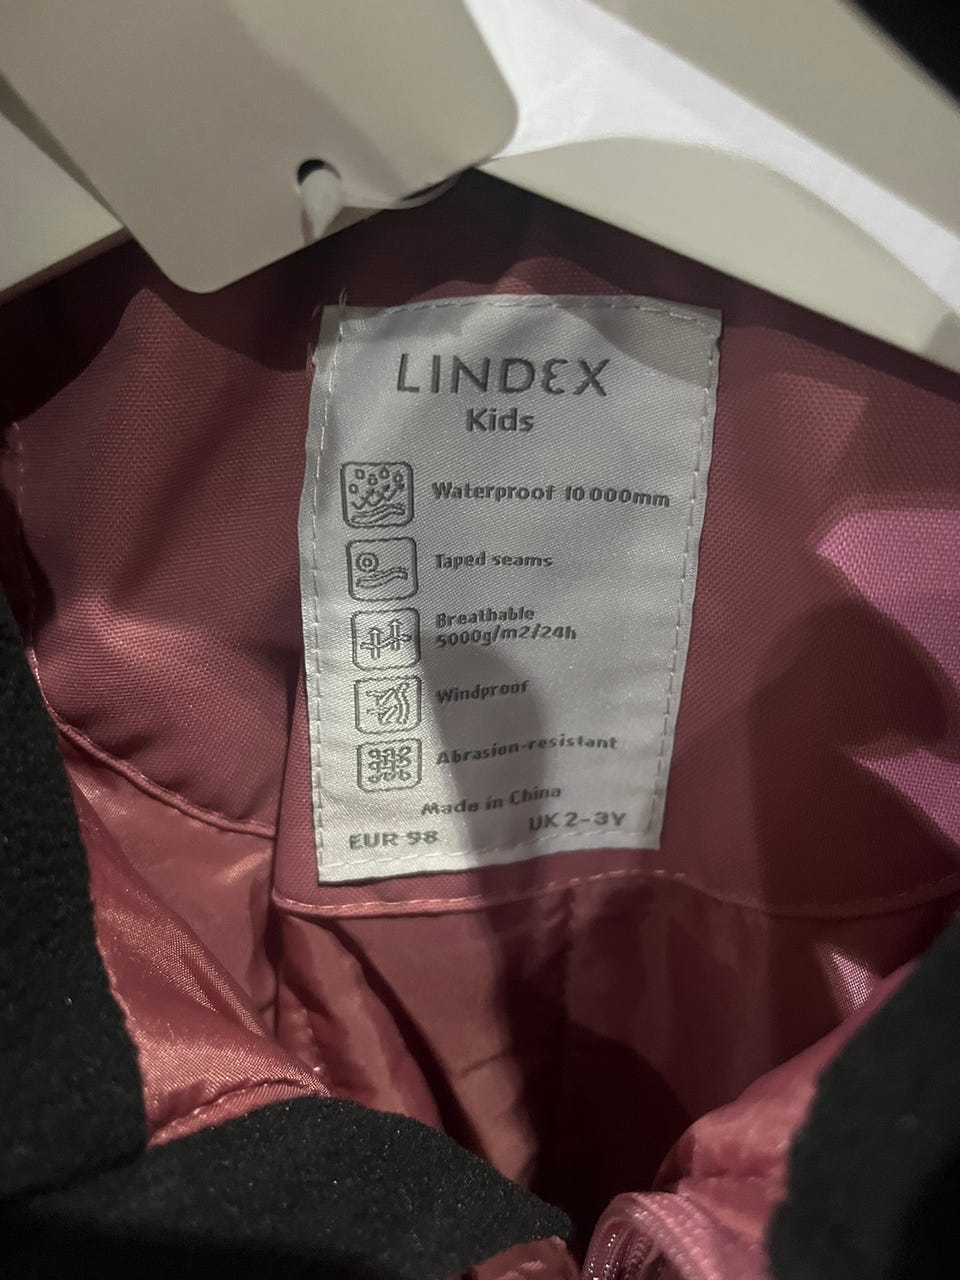 LINDEX
Kids
Waterproof 10 000mm
Taped seams
Breathable
5000g/m2/24h
Windproof
Abrasion-resistant
Made in China
EUR 98 UK 2-3Y